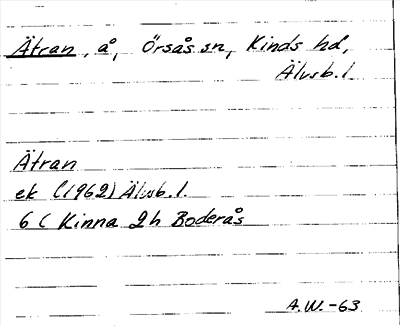 Ätran, å, Örsås sn, Kinds hd,
Älvsb. l.
Ätran
ek (1962) Älvsb. l.
6 C Kinna 2h Boderås
A.W.-63